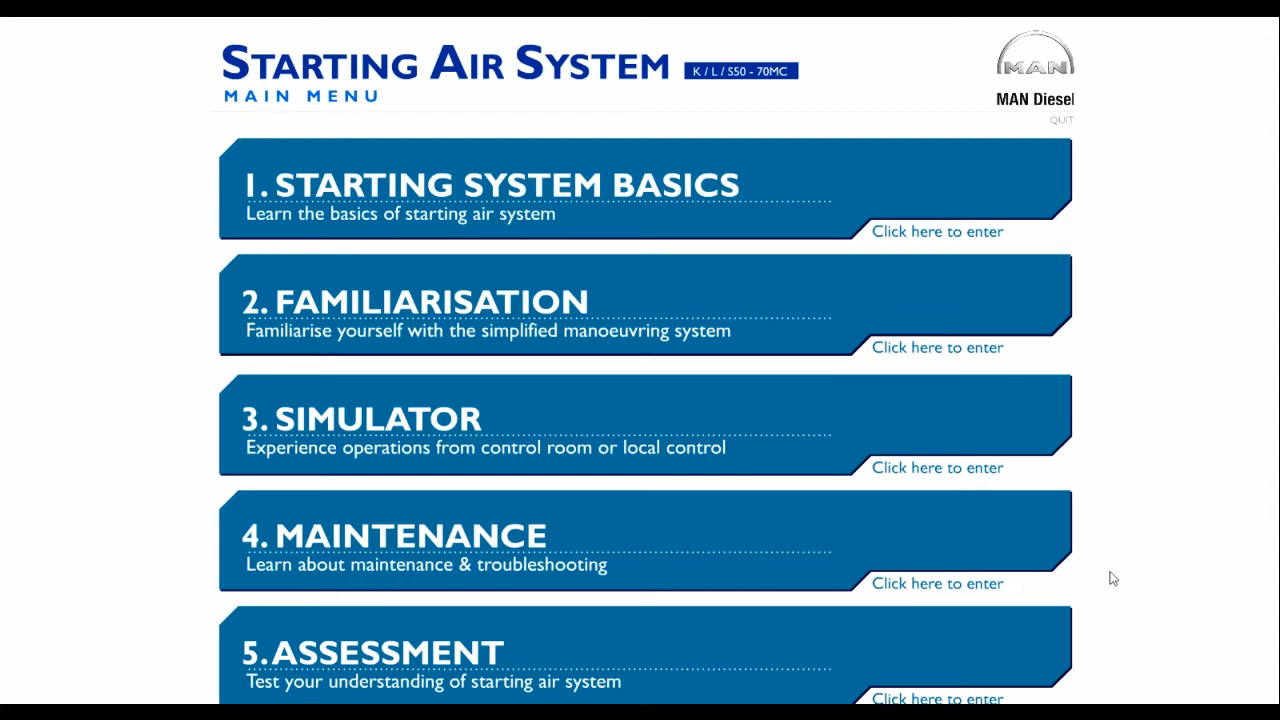 STARTING AIR SYSTEM K / L / S50 - 70MC
MAIN MENU
MAN
MAN Diesel
QUIT
1. STARTING SYSTEM BASICS
Learn the basics of starting air system
Click here to enter
2. FAMILIARISATION
Familiarise yourself with the simplified manoeuvring system
Click here to enter
3. SIMULATOR
Experience operations from control room or local control
Click here to enter
4. MAINTENANCE
Learn about maintenance & troubleshooting
Click here to enter
5. ASSESSMENT
Test your understanding of starting air system
Click here to enter